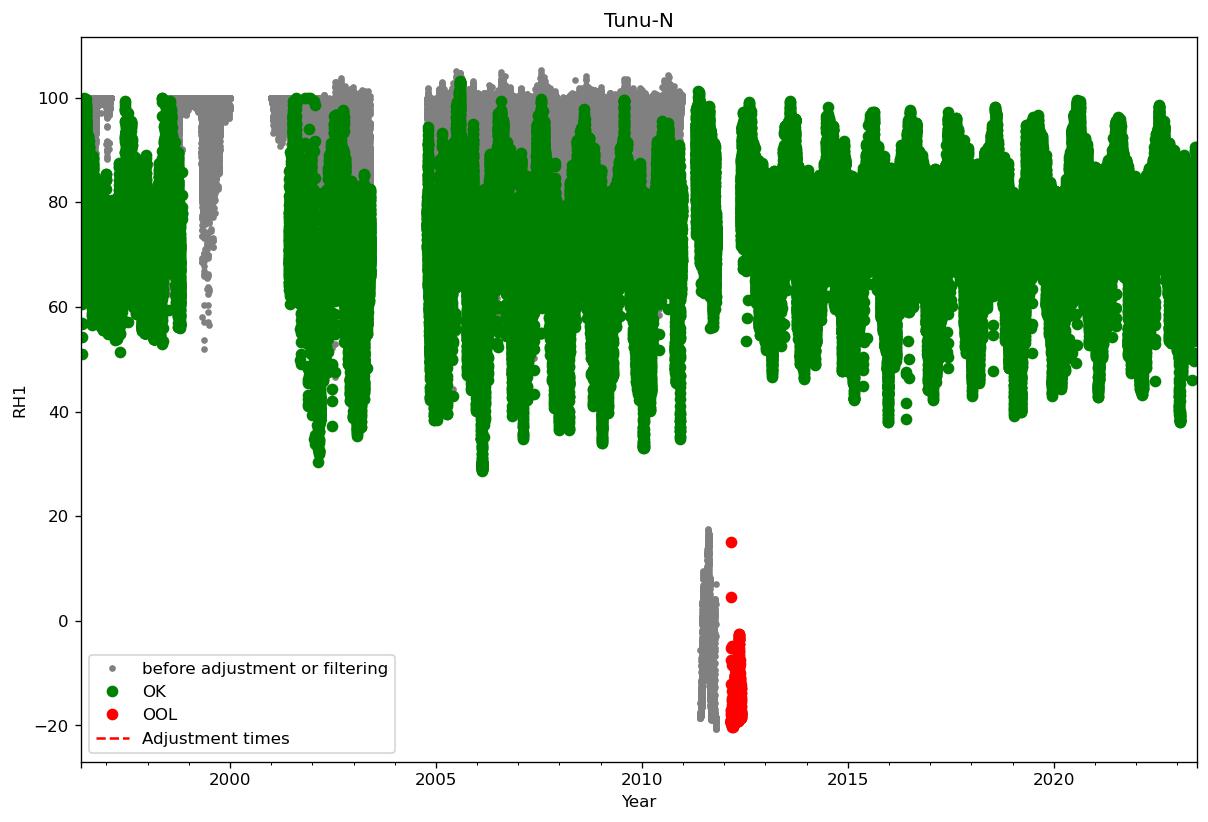 Tunu-N
100
80
60
40
20
0
−20
RH1
before adjustment or filtering
OK
OOL
Adjustment times
2000 2005 2010 2015 2020
Year